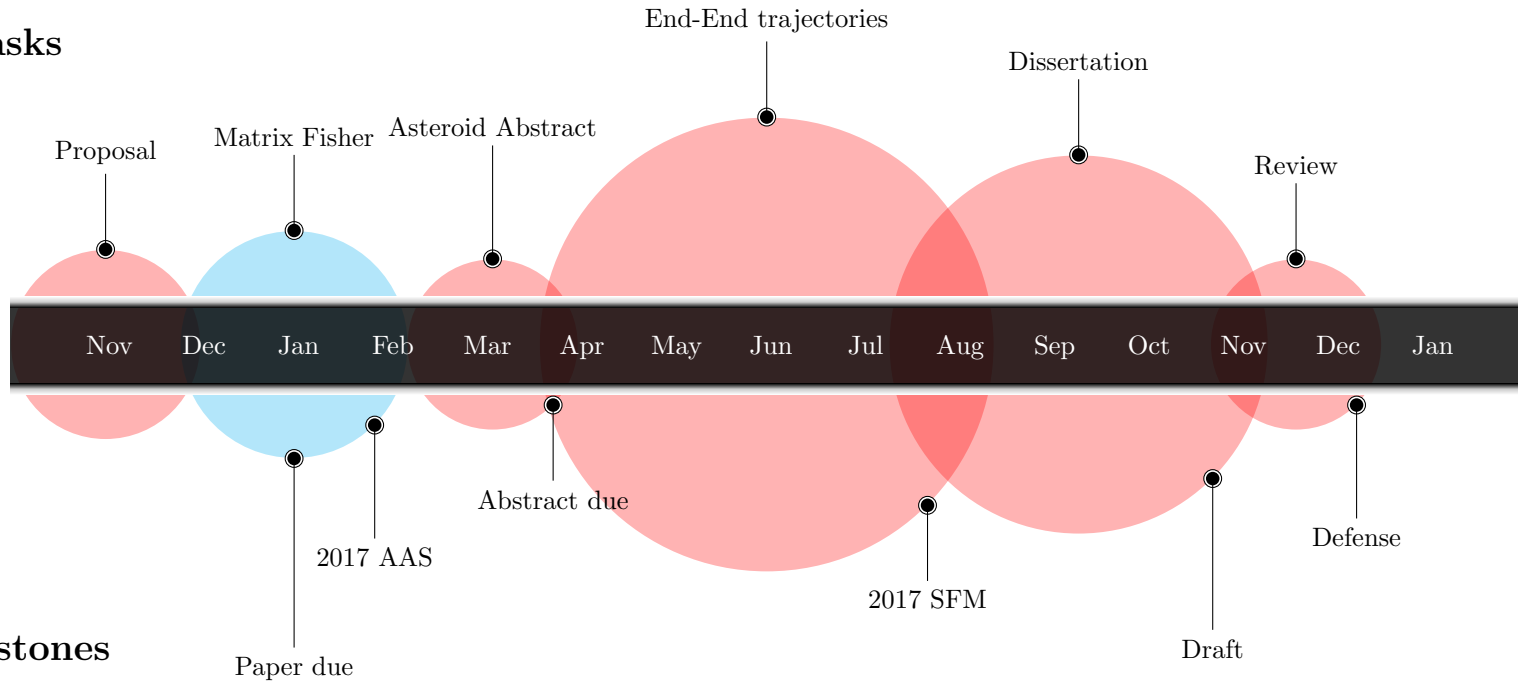 End-End trajectories
asks
Dissertation
Asteroid Abstract
Matrix Fisher
Proposal
Review
Nov Dec Jan Feb Mar Apr May Jun Jul Aug Sep Oct Nov Dec Jan
Abstract due
Defense
2017 AAS
2017 SFM
stones
Draft
Paper due